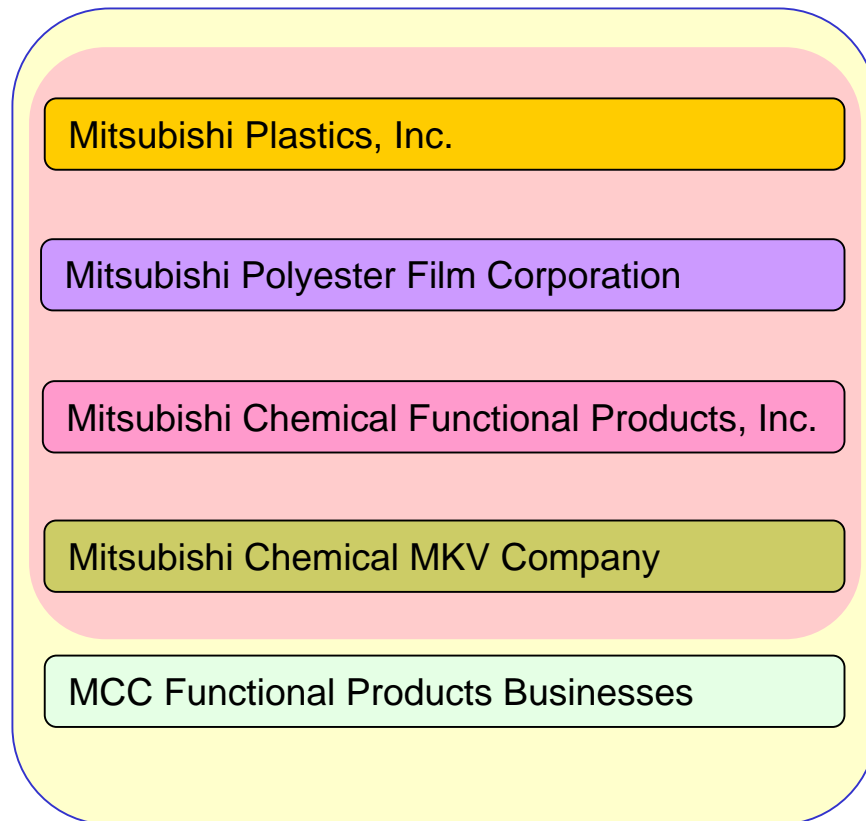 Mitsubishi Plastics, Inc.
Mitsubishi Polyester Film Corporation
Mitsubishi Chemical Functional Products, Inc.
Mitsubishi Chemical MKV Company
MCC Functional Products Businesses